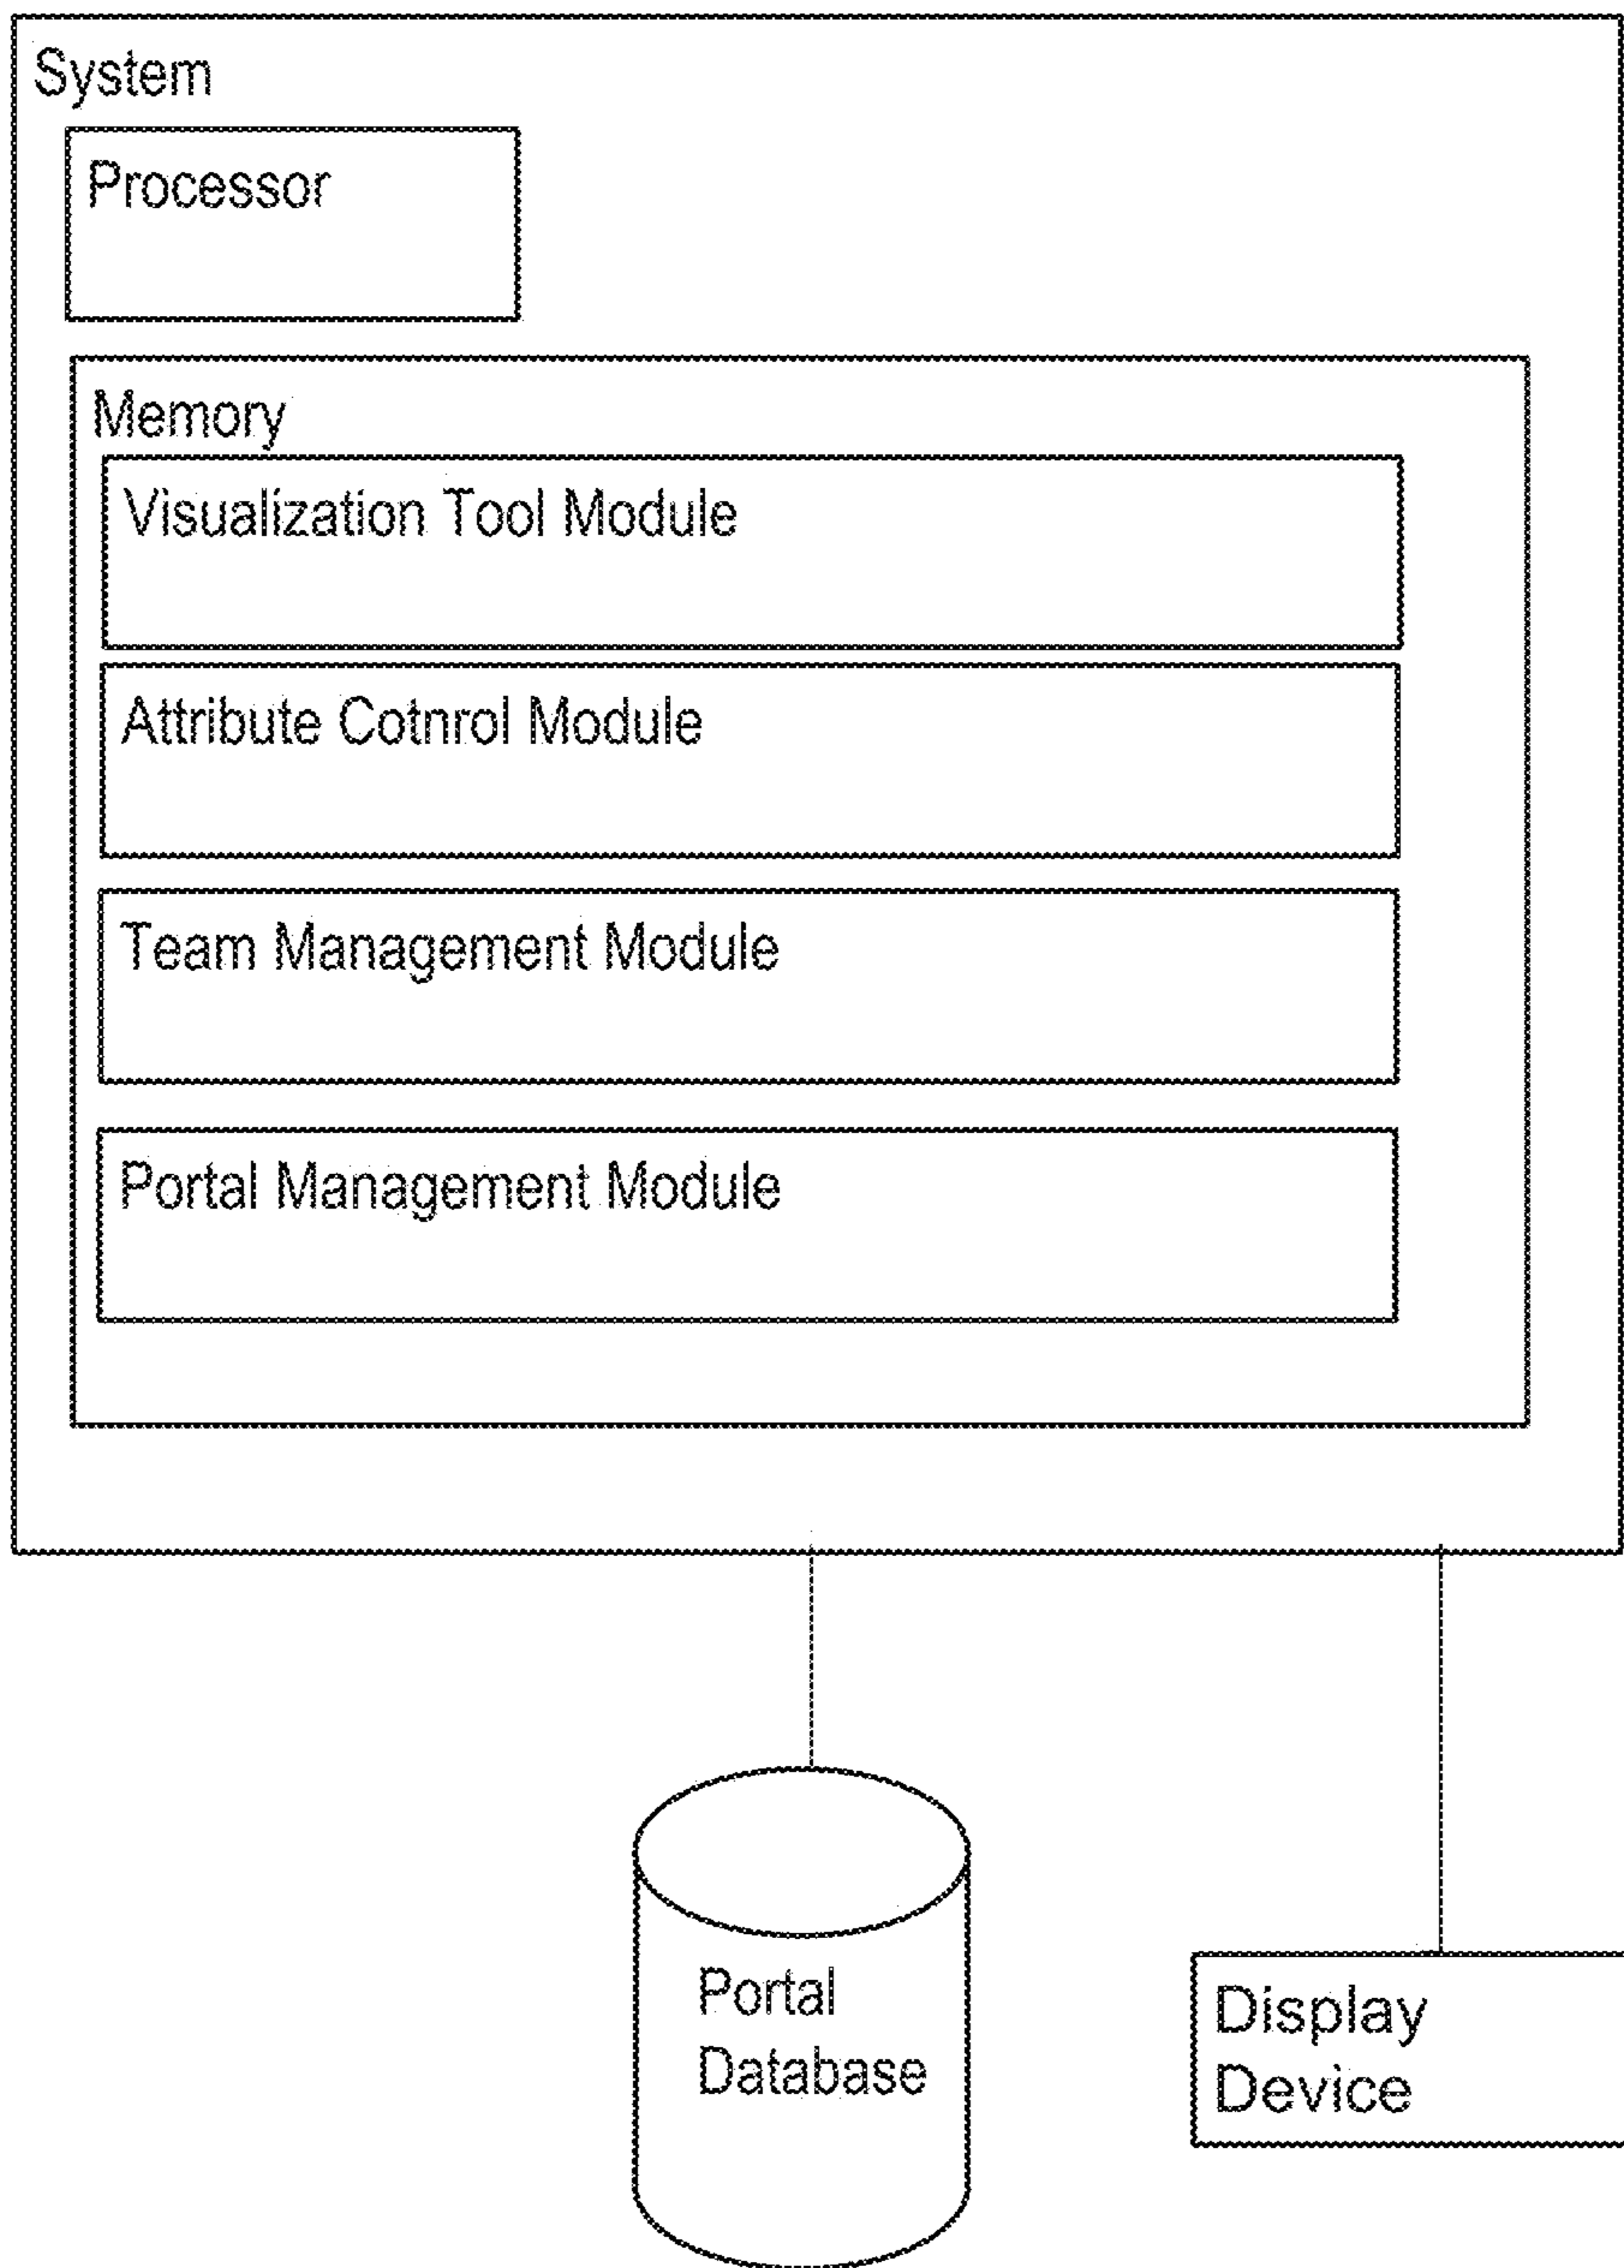 System
Processor
Memory
Visualization Tool Module
Attribute Cotnrol Module
Team Management Module
Portal Management Module
Portal
Database
Display
Device